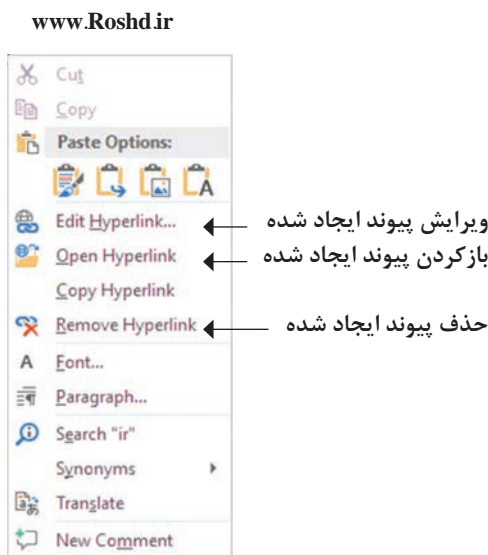 www.Roshd.ir
Cut
Copy
Paste Options:
Edit Hyperlink... ویرایش پیوند ایجاد شده
Open Hyperlink بازکردن پیوند ایجاد شده
Copy Hyperlink
Remove Hyperlink حذف پیوند ایجاد شده
Font...
Paragraph...
Search "ir"
Synonyms
Translate
New Comment